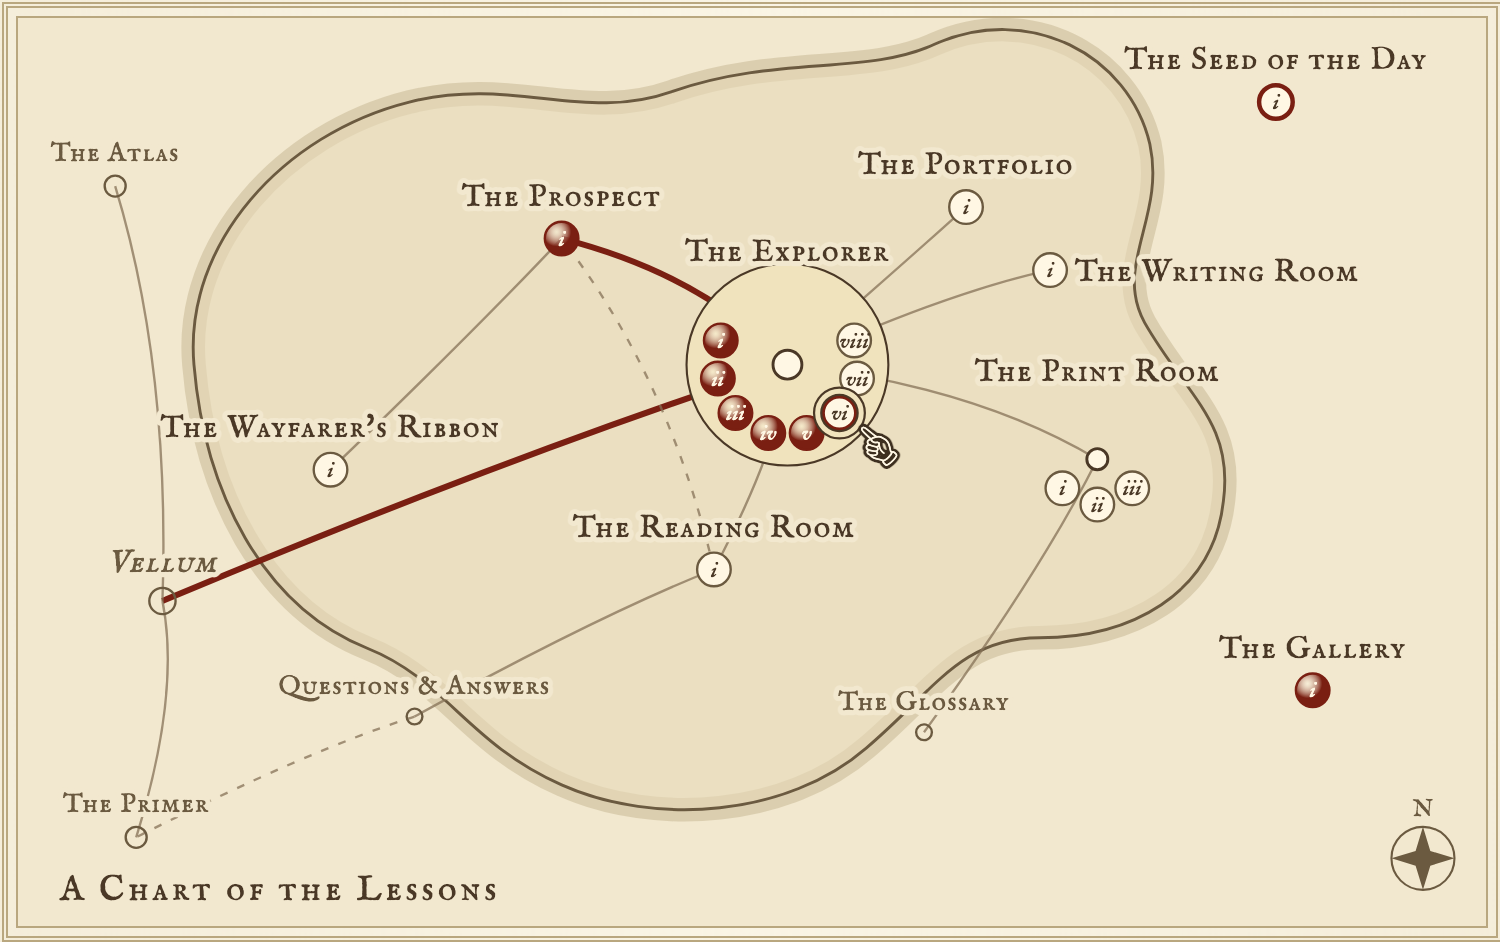 The Seed of the Day
i
The Atlas
The Portfolio
i
The Prospect
i
The Explorer
i
The Writing Room
i
viii
ii
vii
iii
vi
iv
v
The Print Room
The Wayfarer's Ribbon
i
i
ii
iii
The Reading Room
i
Vellum
The Gallery
i
Questions & Answers
The Glossary
The Primer
N
A Chart of the Lessons